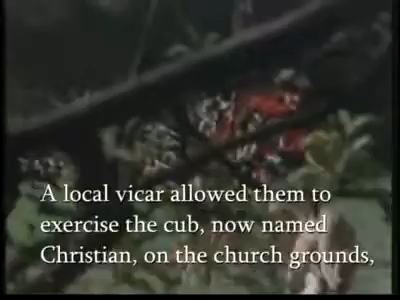 A local vicar allowed them to
exercise the cub, now named
Christian, on the church grounds,